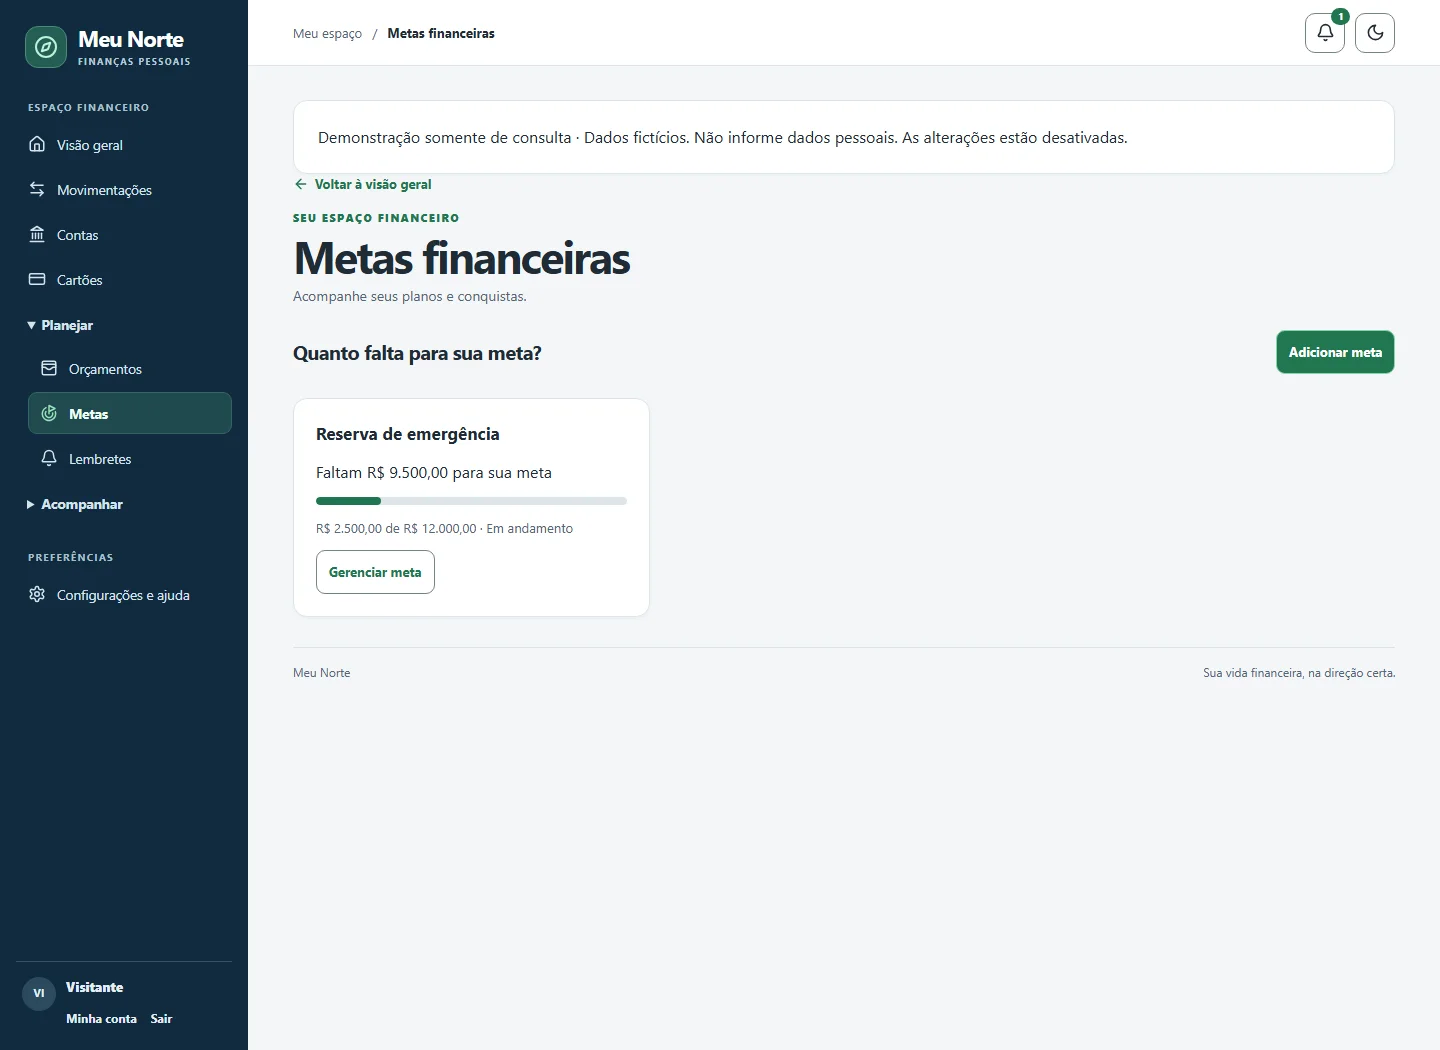 Meu Norte
FINANÇAS PESSOAIS
ESPAÇO FINANCEIRO
Visão geral
Movimentações
Contas
Cartões
Planejar
Orçamentos
Metas
Lembretes
Acompanhar
PREFERÊNCIAS
Configurações e ajuda
VI
Visitante
Minha conta Sair
Meu espaço / Metas financeiras
1
Demonstração somente de consulta · Dados fictícios. Não informe dados pessoais. As alterações estão desativadas.
Voltar à visão geral
SEU ESPAÇO FINANCEIRO
Metas financeiras
Acompanhe seus planos e conquistas.
Quanto falta para sua meta?
Adicionar meta
Reserva de emergência
Faltam R$ 9.500,00 para sua meta
R$ 2.500,00 de R$ 12.000,00 · Em andamento
Gerenciar meta
Meu Norte
Sua vida financeira, na direção certa.